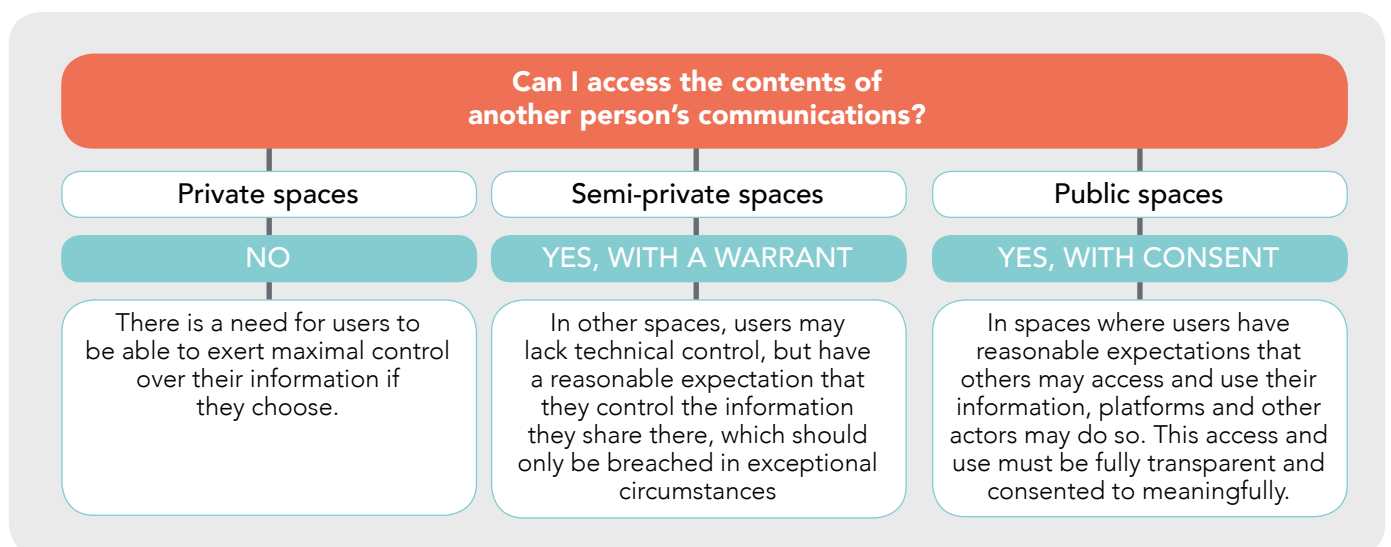 Can I access the contents of
another person's communications?
Private spaces
NO
There is a need for users to
be able to exert maximal control
over their information if
they choose.
Semi-private spaces
YES, WITH A WARRANT
In other spaces, users may
lack technical control, but have
a reasonable expectation that
they control the information
they share there, which should
only be breached in exceptional
circumstances
Public spaces
YES, WITH CONSENT
In spaces where users have
reasonable expectations that
others may access and use their
information, platforms and other
actors may do so. This access and
use must be fully transparent and
consented to meaningfully.